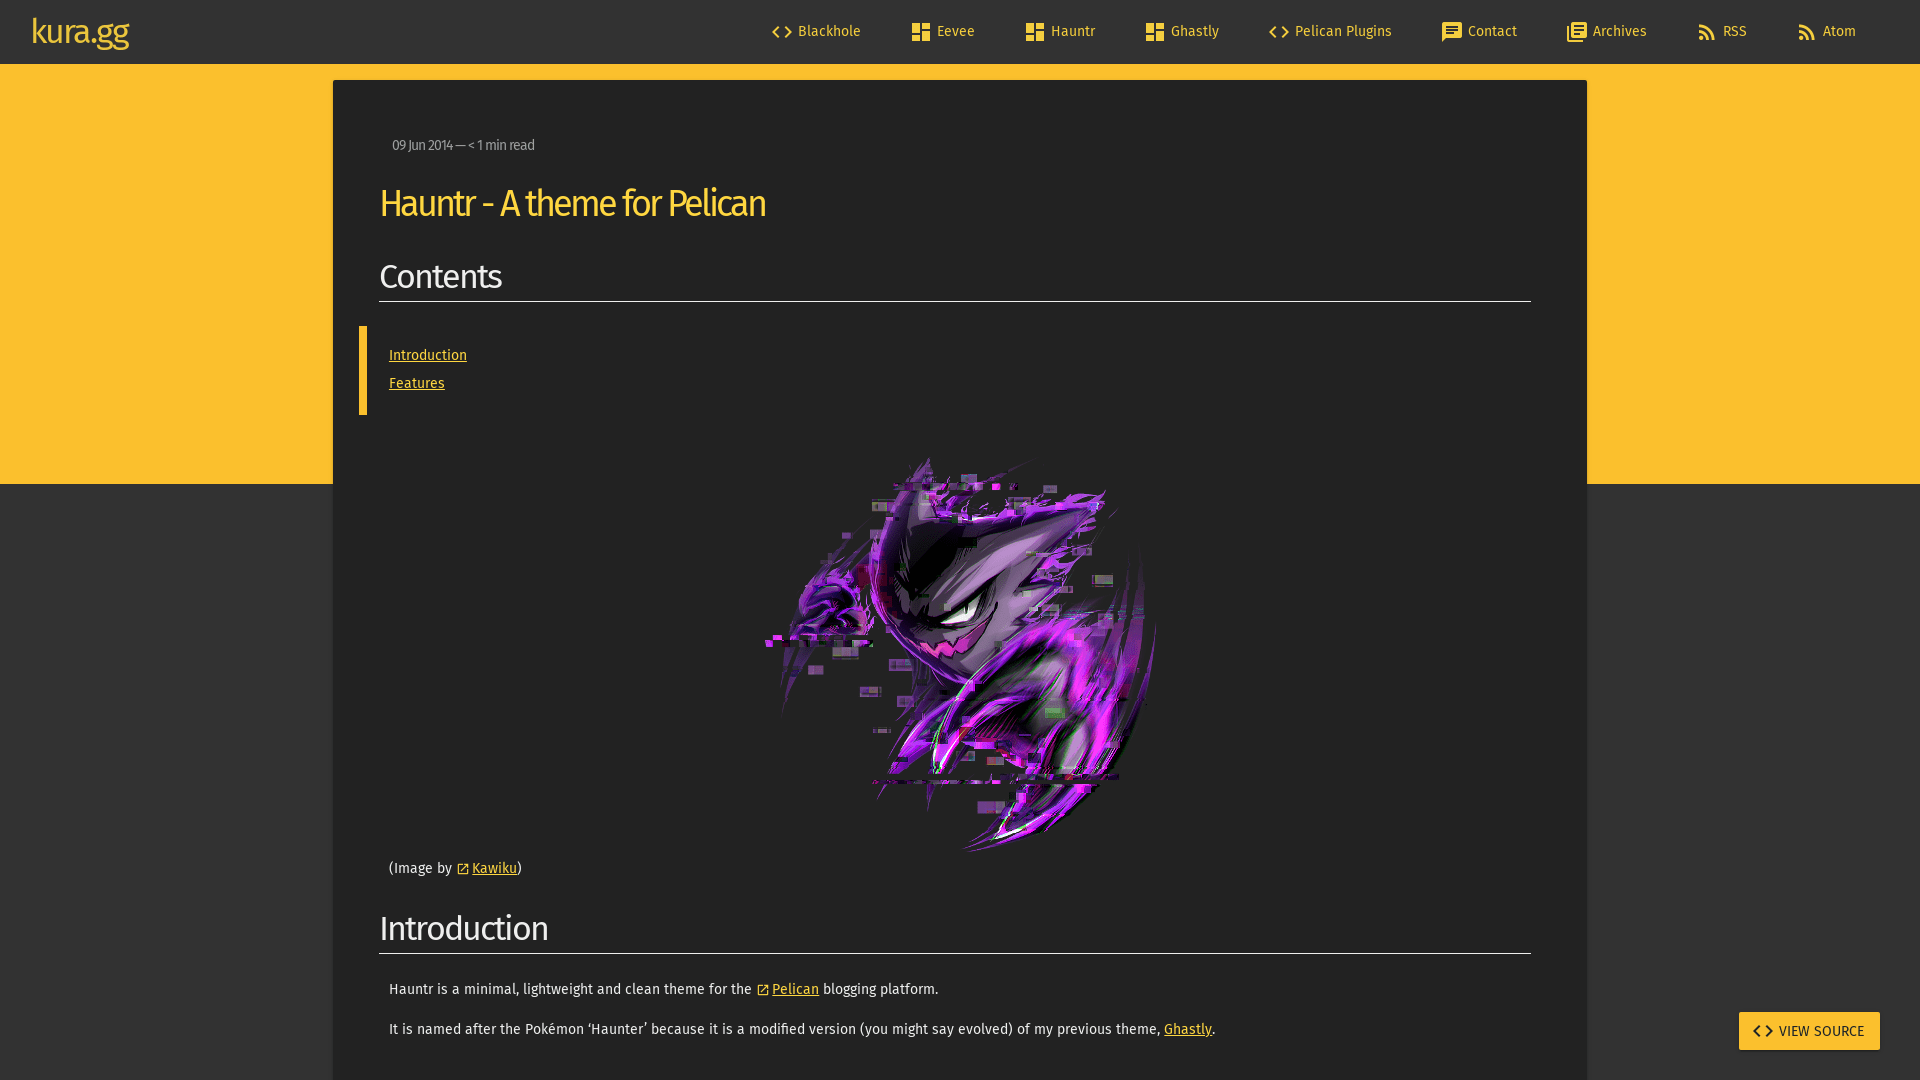 kura.gg
Blackhole
Eevee
Hauntr
Ghastly
Pelican Plugins
Contact
Archives
RSS
Atom
09 Jun 2014 — < 1 min read
Hauntr - A theme for Pelican
Contents
Introduction
Features
(Image by Kawiku)
Introduction
Hauntr is a minimal, lightweight and clean theme for the Pelican blogging platform.
It is named after the Pokémon ‘Haunter’ because it is a modified version (you might say evolved) of my previous theme, Ghastly.
VIEW SOURCE